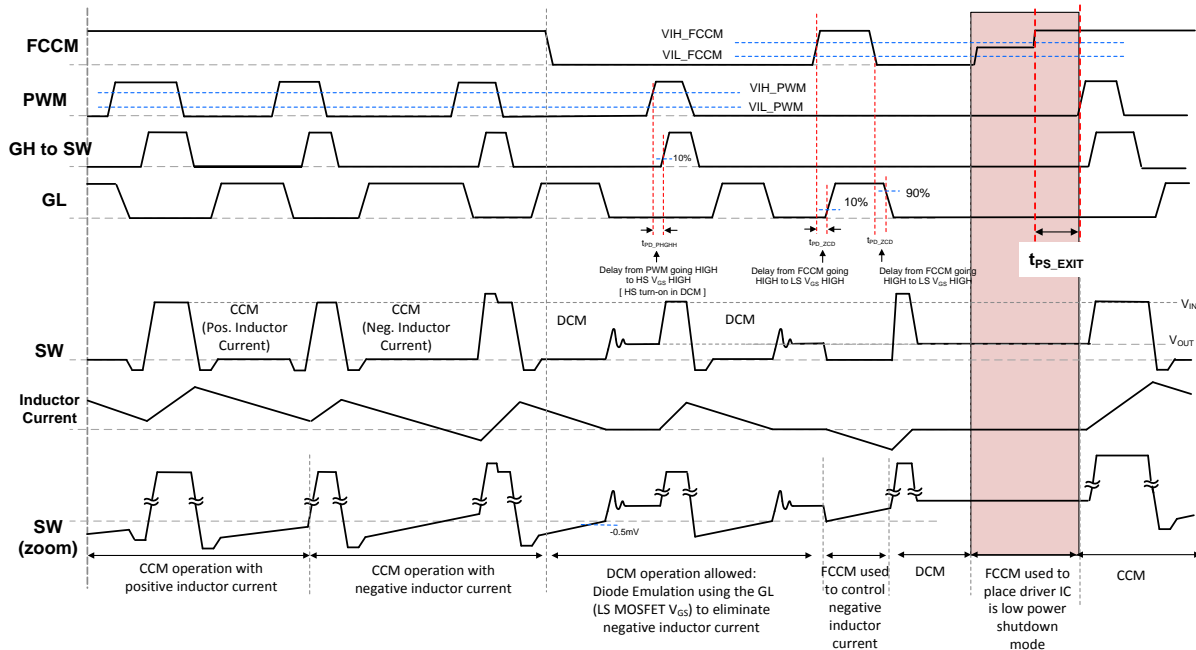 FCCM
VIH_FCCM
VIL_FCCM
PWM
VIH_PWM
VIL_PWM
GH to SW
10%
GL
10%
90%
tPD_PHGHH
tPD_ZCD
tPD_ZCD
tPS_EXIT
Delay from PWM going HIGH
to HS VGS HIGH
[ HS turn-on in DCM ]
Delay from FCCM going
HIGH to LS VGS HIGH
Delay from FCCM going
HIGH to LS VGS HIGH
SW
CCM
(Pos. Inductor
Current)
CCM
(Neg. Inductor
Current)
DCM
DCM
VIN
VOUT
Inductor
Current
SW
(zoom)
-0.5mV
CCM operation with
positive inductor current
CCM operation with
negative inductor current
DCM operation allowed:
Diode Emulation using the GL
(LS MOSFET VGS) to eliminate
negative inductor current
FCCM used
to control
negative
inductor
current
DCM
FCCM used to
place driver IC
is low power
shutdown
mode
CCM